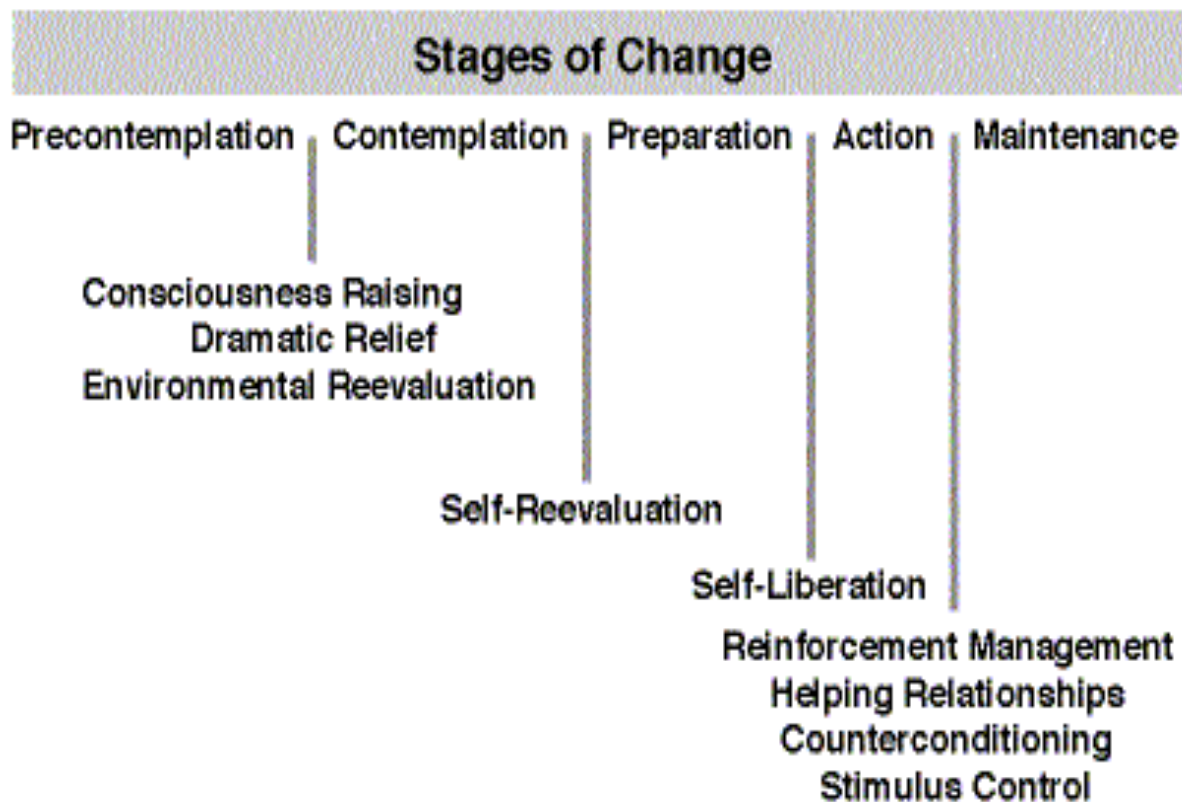 Stages of Change
Precontemplation Contemplation Preparation Action Maintenance
Consciousness Raising
Dramatic Relief
Environmental Reevaluation
Self-Reevaluation
Self-Liberation
Reinforcement Management
Helping Relationships
Counterconditioning
Stimulus Control